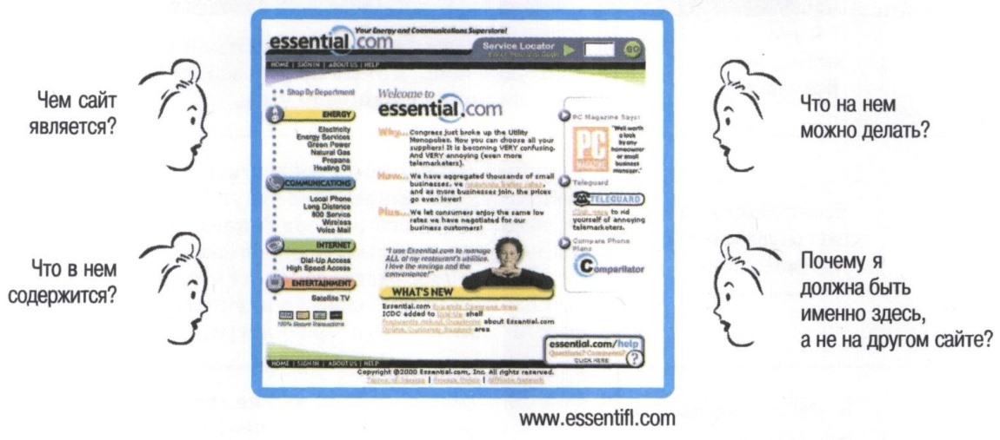 Чем сайт
является?
Что в нем
содержится?
Your Energy and Communications Superstore!
essential.com
Service Locator
GO
HOME | SIGN IN | ABOUT US | HELP
Shop By Department
ENERGY
Electricity
Energy Services
Green Power
Natural Gas
Propane
Heating Oil
COMMUNICATIONS
Local Phone
Long Distance
800 Service
Wireless
Voice Mail
INTERNET
Dial-Up Access
High Speed Access
ENTERTAINMENT
Satellite TV
100% Secure Transactions
Welcome to
essential.com
Why... Congress just broke up the Utility
Monopolies. Now you can choose all your
suppliers! It is becoming VERY confusing.
And VERY annoying (even more
telemarketers).
How... We have aggregated thousands of small
businesses, we
and as more businesses join, the prices
go even lower!
Plus... We let consumers enjoy the same low
rates we have negotiated for our
business customers!
"I use Essential.com to manage
ALL of my restaurant's utilities.
I love the savings and the
convenience!"
WHAT'S NEW
Essential.com
ICDC added to shelf
about Essential.com
area
PC Magazine Says:
PC
MAGAZINE
"Well worth
a look
by any
homeowner
or small
business
manager."
Teleguard
TELEGUARD
Click here to rid
yourself of annoying
telemarketers.
Compare Phone
Plans
Comparilator
essential.com/help
Questions? Comments?
CLICK HERE
?
HOME | SIGN IN | ABOUT US | HELP
Copyright @2000 Essential.com, Inc. All rights reserved.
Terms of Service | Privacy Policy | Affiliate Network
Что на нем
можно делать?
Почему я
должна быть
именно здесь,
а не на другом сайте?
www.essentifl.com